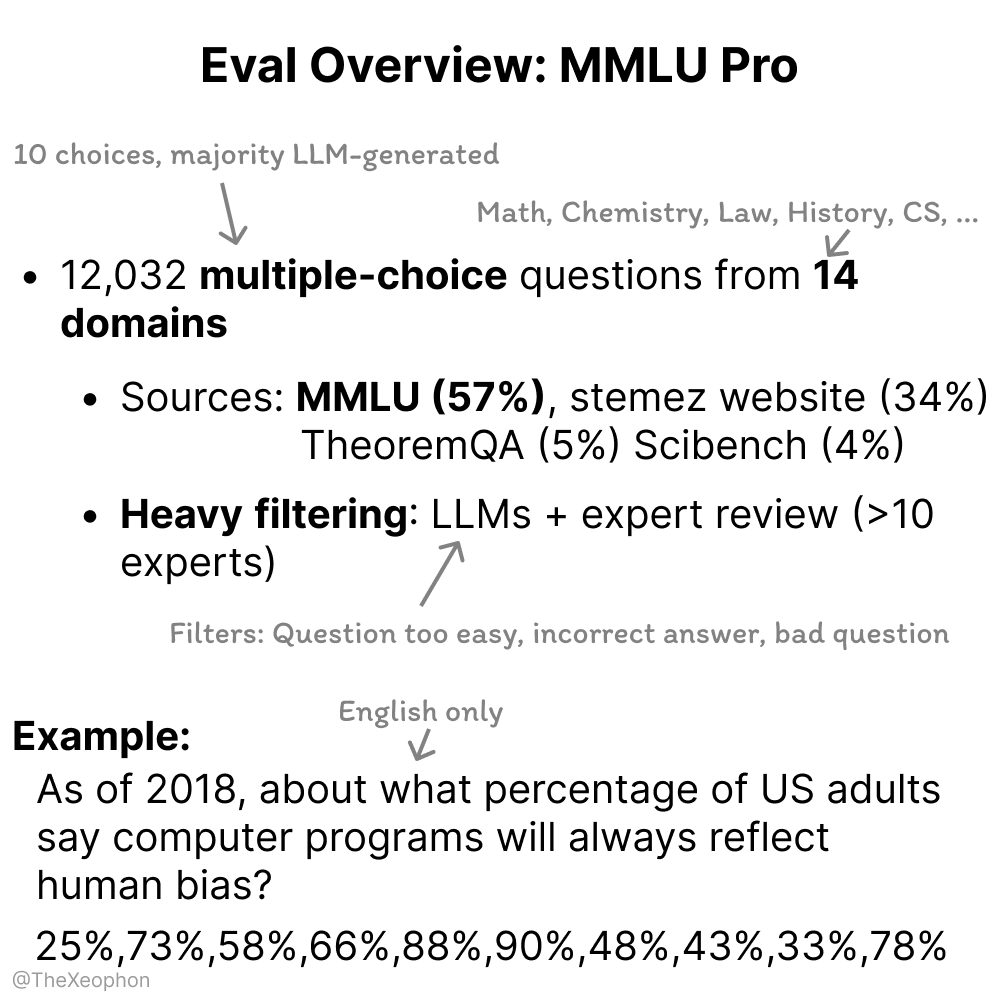 Eval Overview: MMLU Pro
10 choices, majority LLM-generated
Math, Chemistry, Law, History, CS, ...
• 12,032 multiple-choice questions from 14
domains
• Sources: MMLU (57%), stemez website (34%)
TheoremQA (5%) Scibench (4%)
• Heavy filtering: LLMs + expert review (>10
experts)
Filters: Question too easy, incorrect answer, bad question
English only
Example:
As of 2018, about what percentage of US adults
say computer programs will always reflect
human bias?
25%,73%,58%,66%,88%,90%,48%,43%,33%,78%
@TheXeophon